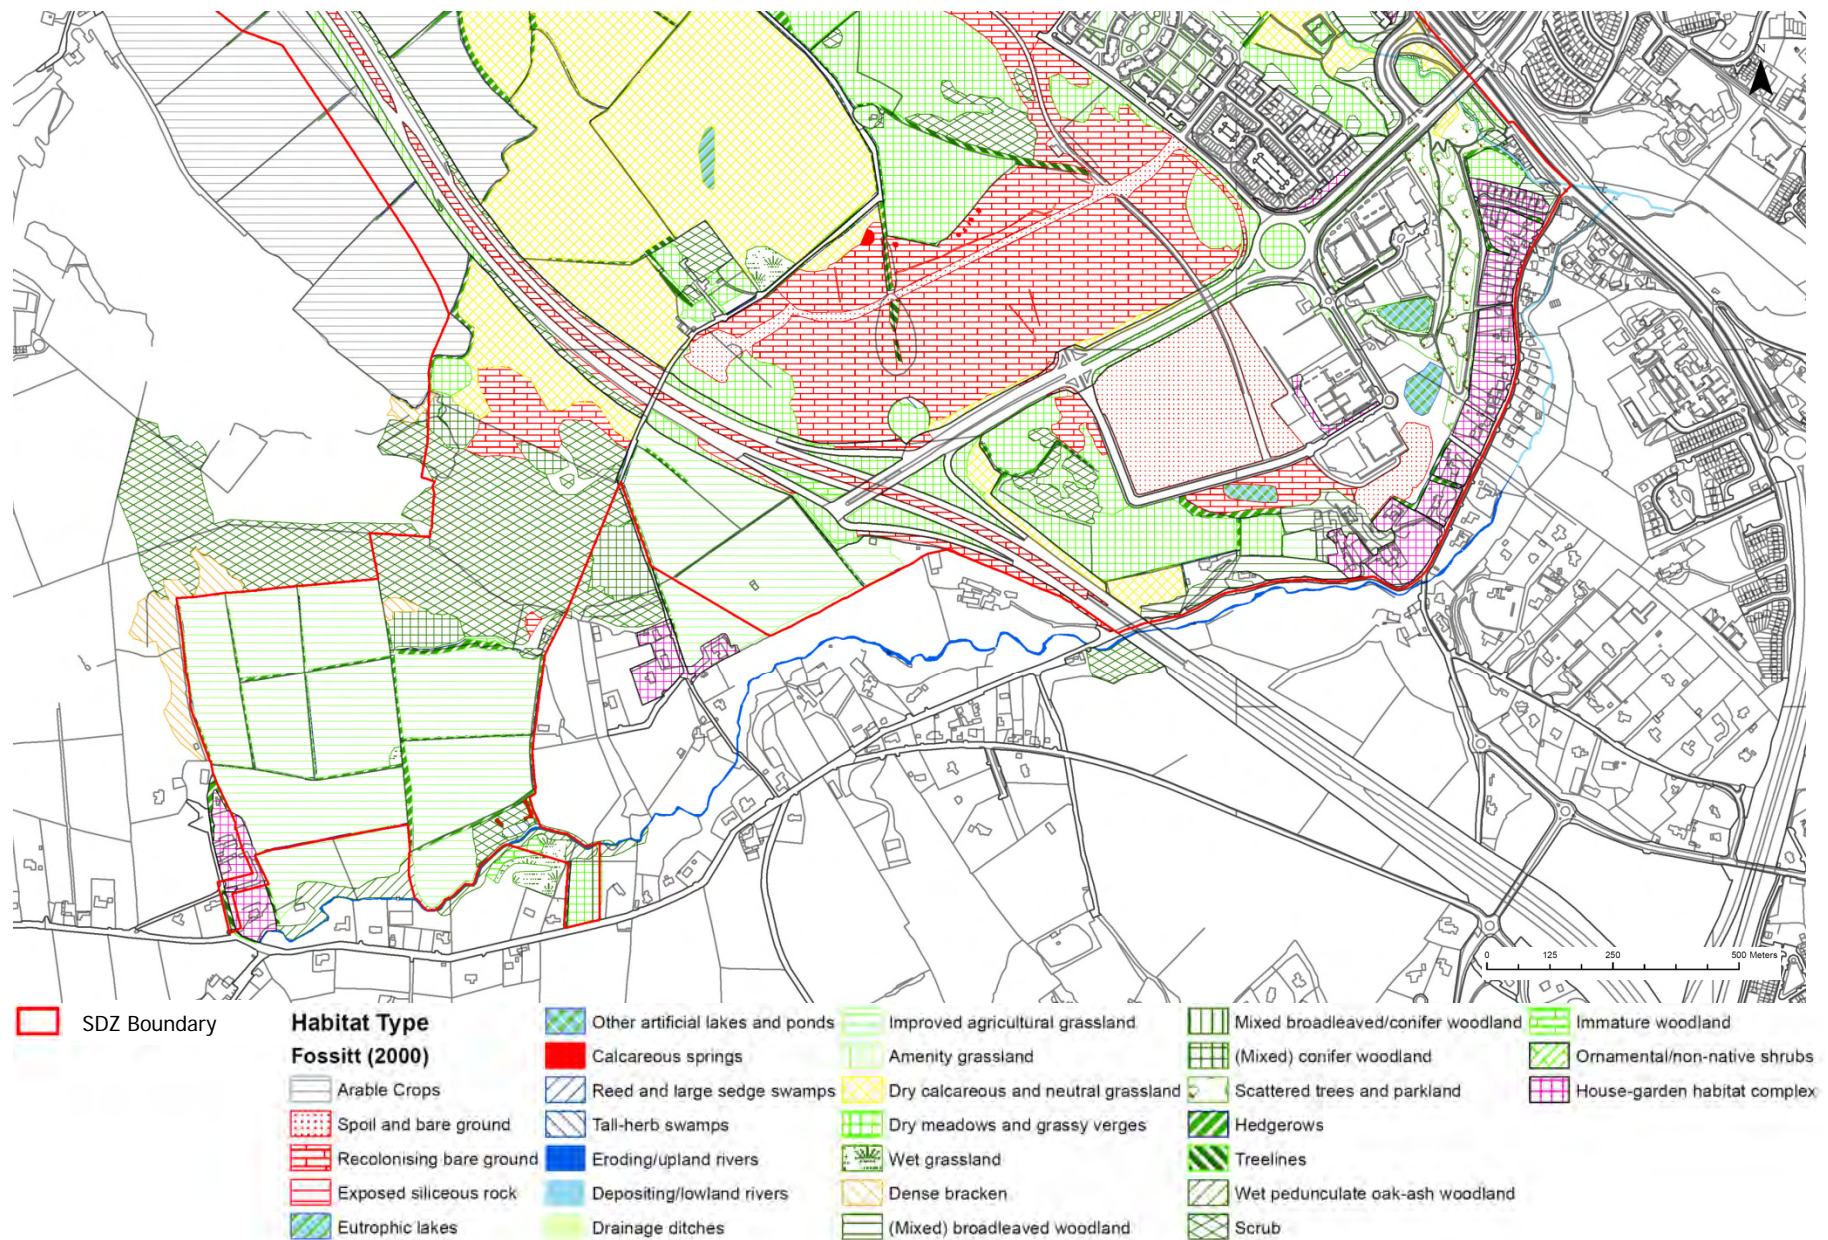 N
0 125 250 500 Meters
SDZ Boundary
Habitat Type
Fossitt (2000)
Arable Crops
Spoil and bare ground
Recolonising bare ground
Exposed siliceous rock
Eutrophic lakes
Other artificial lakes and ponds
Calcareous springs
Reed and large sedge swamps
Tall-herb swamps
Eroding/upland rivers
Depositing/lowland rivers
Drainage ditches
Improved agricultural grassland
Amenity grassland
Dry calcareous and neutral grassland
Dry meadows and grassy verges
Wet grassland
Dense bracken
(Mixed) broadleaved woodland
Mixed broadleaved/conifer woodland
(Mixed) conifer woodland
Scattered trees and parkland
Hedgerows
Treelines
Wet pedunculate oak-ash woodland
Scrub
Immature woodland
Ornamental/non-native shrubs
House-garden habitat complex